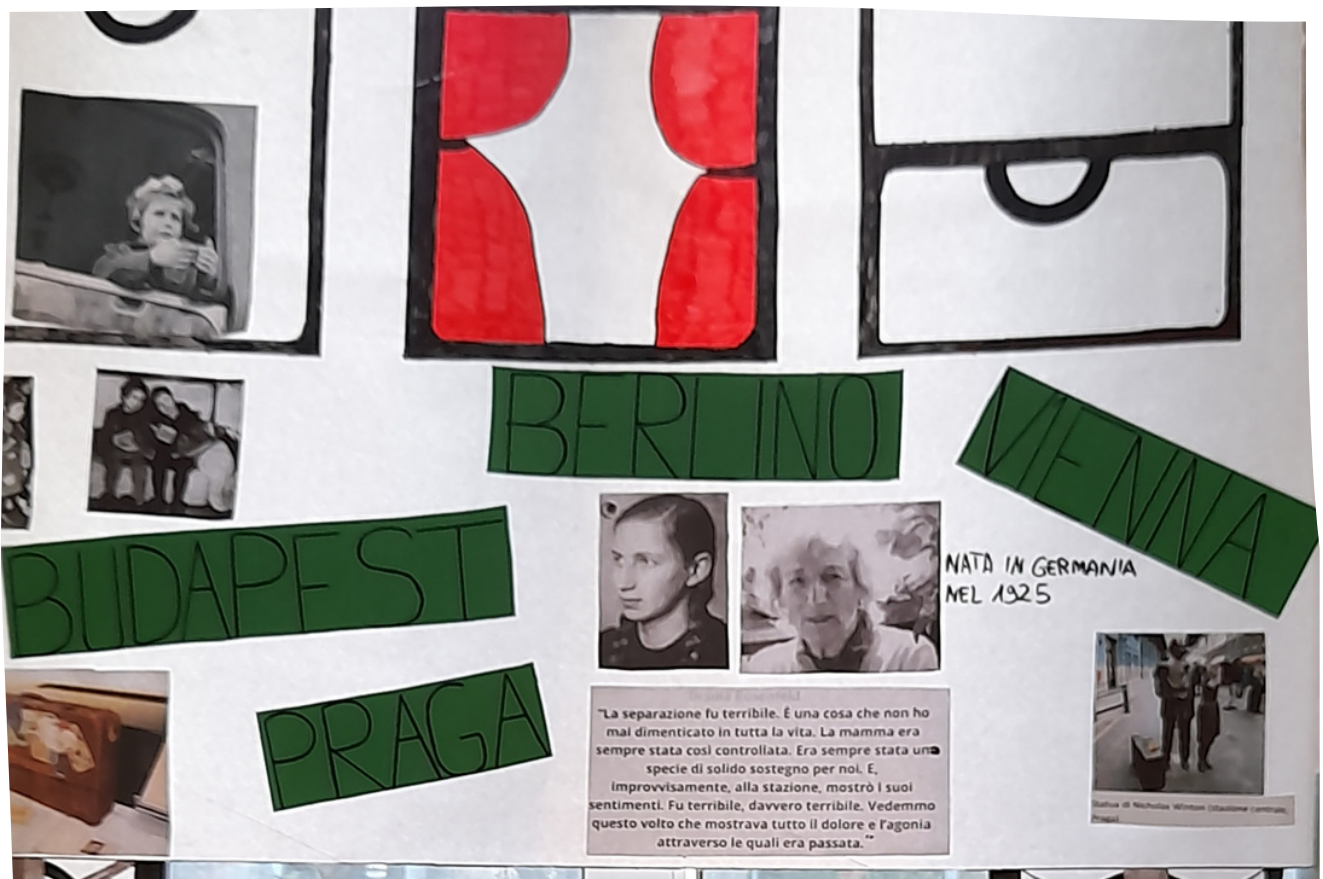 BERLINO
VIENNA
BUDAPEST
NATA IN GERMANIA
NEL 1925
PRAGA
"La separazione fu terribile. È una cosa che non ho
mai dimenticato in tutta la vita. La mamma era
sempre stata così controllata. Era sempre stata una
specie di solido sostegno per noi. E,
improvvisamente, alla stazione, mostrò i suoi
sentimenti. Fu terribile, davvero terribile. Vedemmo
questo volto che mostrava tutto il dolore e l'agonia
attraverso le quali era passata."
Statua di Nicholas Winton (stazione centrale,
Praga)